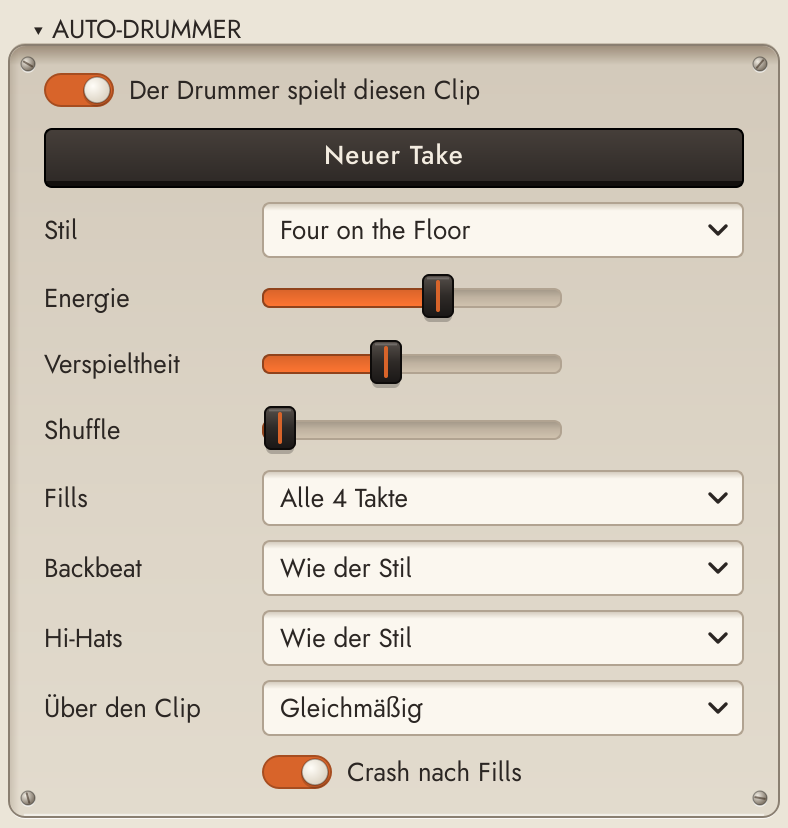 ▾ AUTO-DRUMMER
Der Drummer spielt diesen Clip
Neuer Take
Stil Four on the Floor
Energie
Verspieltheit
Shuffle
Fills Alle 4 Takte
Backbeat Wie der Stil
Hi-Hats Wie der Stil
Über den Clip Gleichmäßig
Crash nach Fills